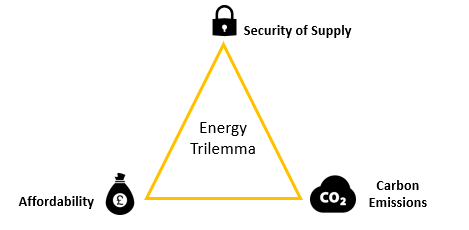 Security of Supply
Energy
Trilemma
Affordability
£
CO₂
Carbon
Emissions